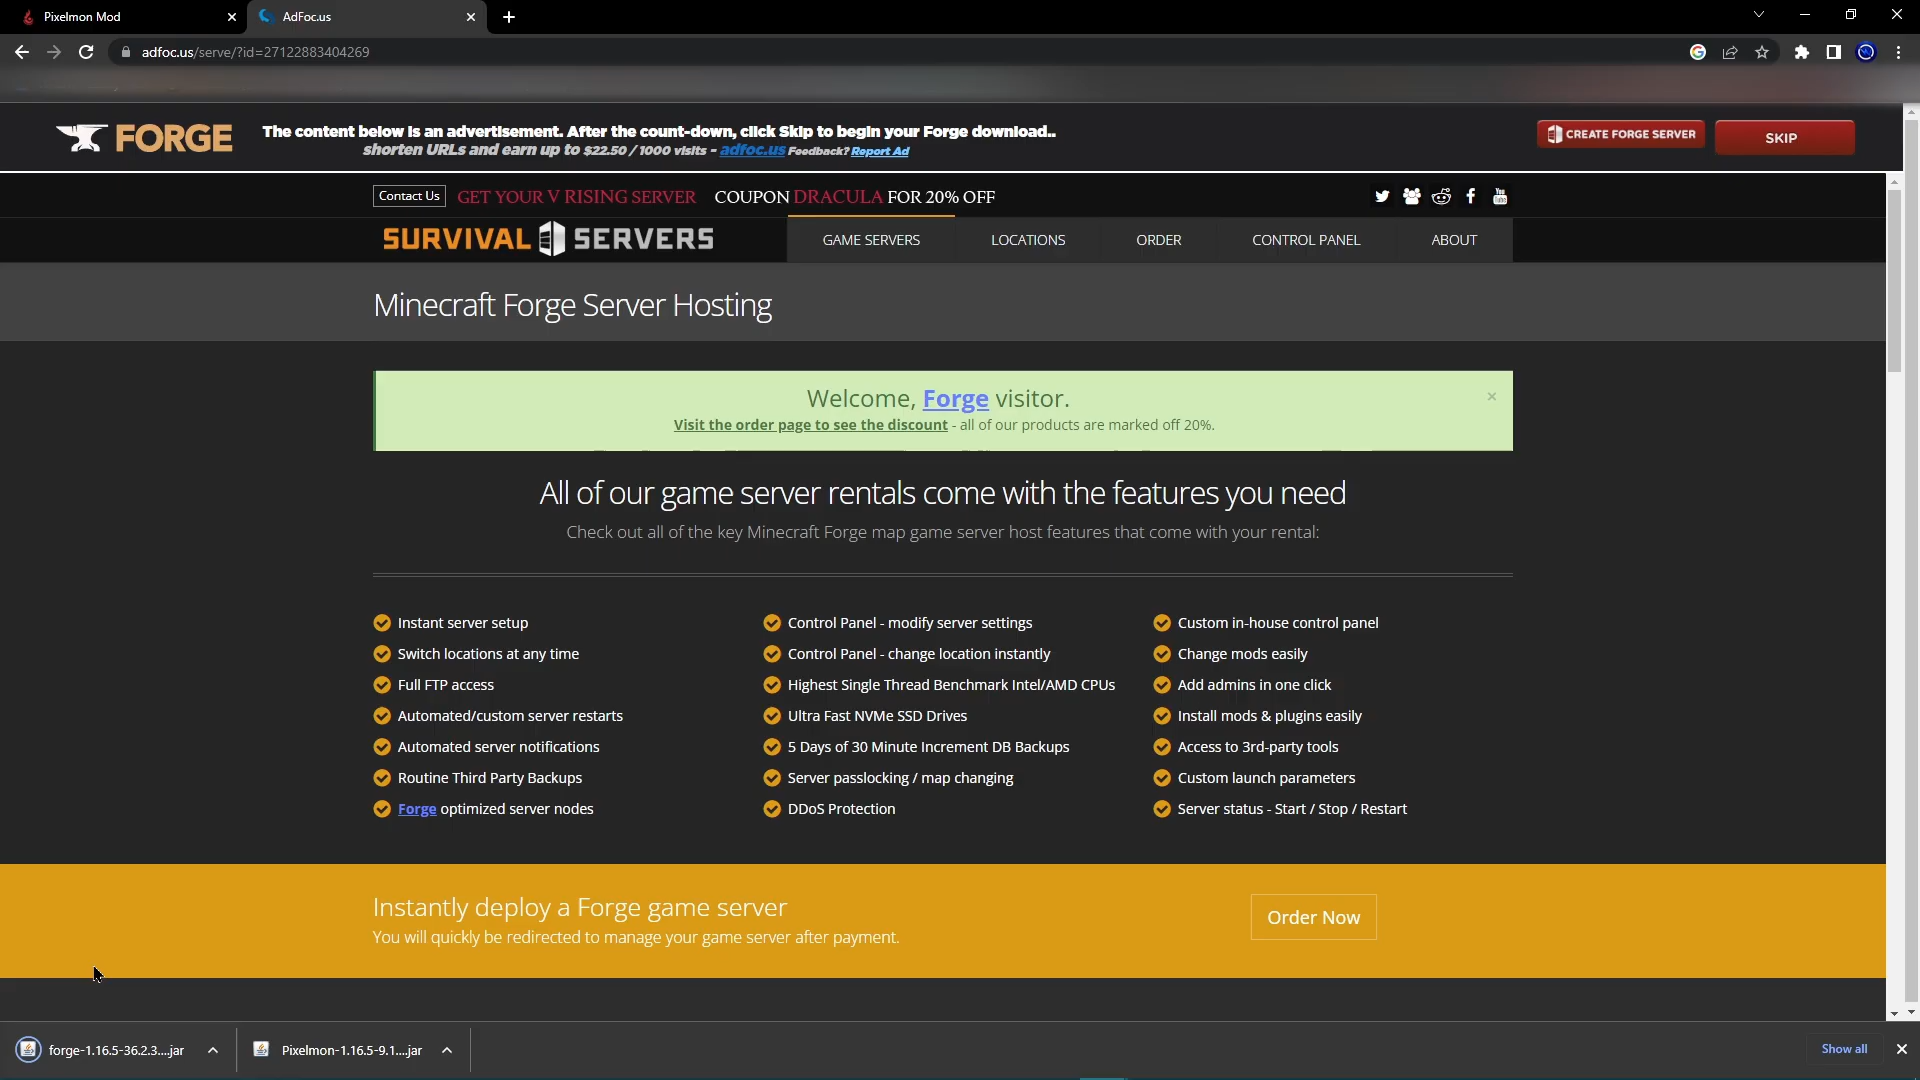 Pixelmon Mod
AdFoc.us
adfoc.us/serve/?id=27122883404269
FORGE
The content below is an advertisement. After the count-down, click Skip to begin your Forge download..
shorten URLs and earn up to $22.50 / 1000 visits - adfoc.us Feedback? Report Ad
CREATE FORGE SERVER
SKIP
Contact Us
GET YOUR V RISING SERVER COUPON DRACULA FOR 20% OFF
You Tube
SURVIVAL SERVERS
GAME SERVERS
LOCATIONS
ORDER
CONTROL PANEL
ABOUT
Minecraft Forge Server Hosting
Welcome, Forge visitor.
×
Visit the order page to see the discount - all of our products are marked off 20%.
All of our game server rentals come with the features you need
Check out all of the key Minecraft Forge map game server host features that come with your rental:
Instant server setup
Control Panel - modify server settings
Custom in-house control panel
Switch locations at any time
Control Panel - change location instantly
Change mods easily
Full FTP access
Highest Single Thread Benchmark Intel/AMD CPUs
Add admins in one click
Automated/custom server restarts
Ultra Fast NVMe SSD Drives
Install mods & plugins easily
Automated server notifications
5 Days of 30 Minute Increment DB Backups
Access to 3rd-party tools
Routine Third Party Backups
Server passlocking / map changing
Custom launch parameters
Forge optimized server nodes
DDoS Protection
Server status - Start / Stop / Restart
Instantly deploy a Forge game server
You will quickly be redirected to manage your game server after payment.
Order Now
forge-1.16.5-36.2.3....jar
Pixelmon-1.16.5-9.1....jar
Show all